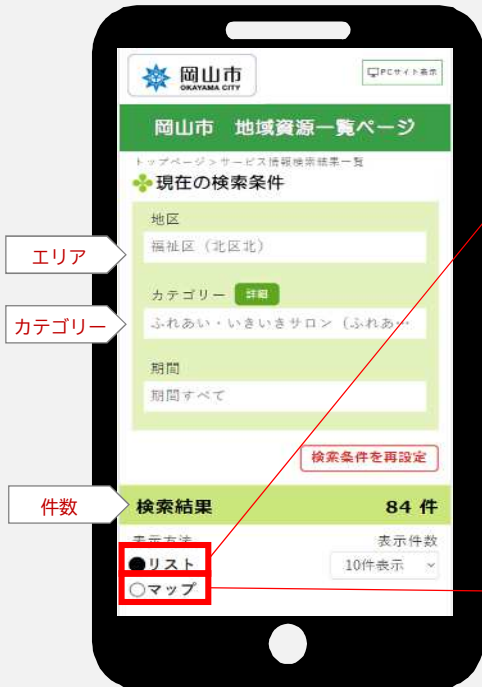 岡山市
OKAYAMA CITY
PCサイト表示
岡山市 地域資源一覧ページ
トップページ＞サービス情報検索結果一覧
現在の検索条件
地区
福祉区（北区北）
エリア
カテゴリー 詳細
ふれあい・いきいきサロン（ふれあ…
カテゴリー
期間
期間すべて
検索条件を再設定
件数
検索結果 84 件
表示方法 表示件数
●リスト 10件表示
○マップ